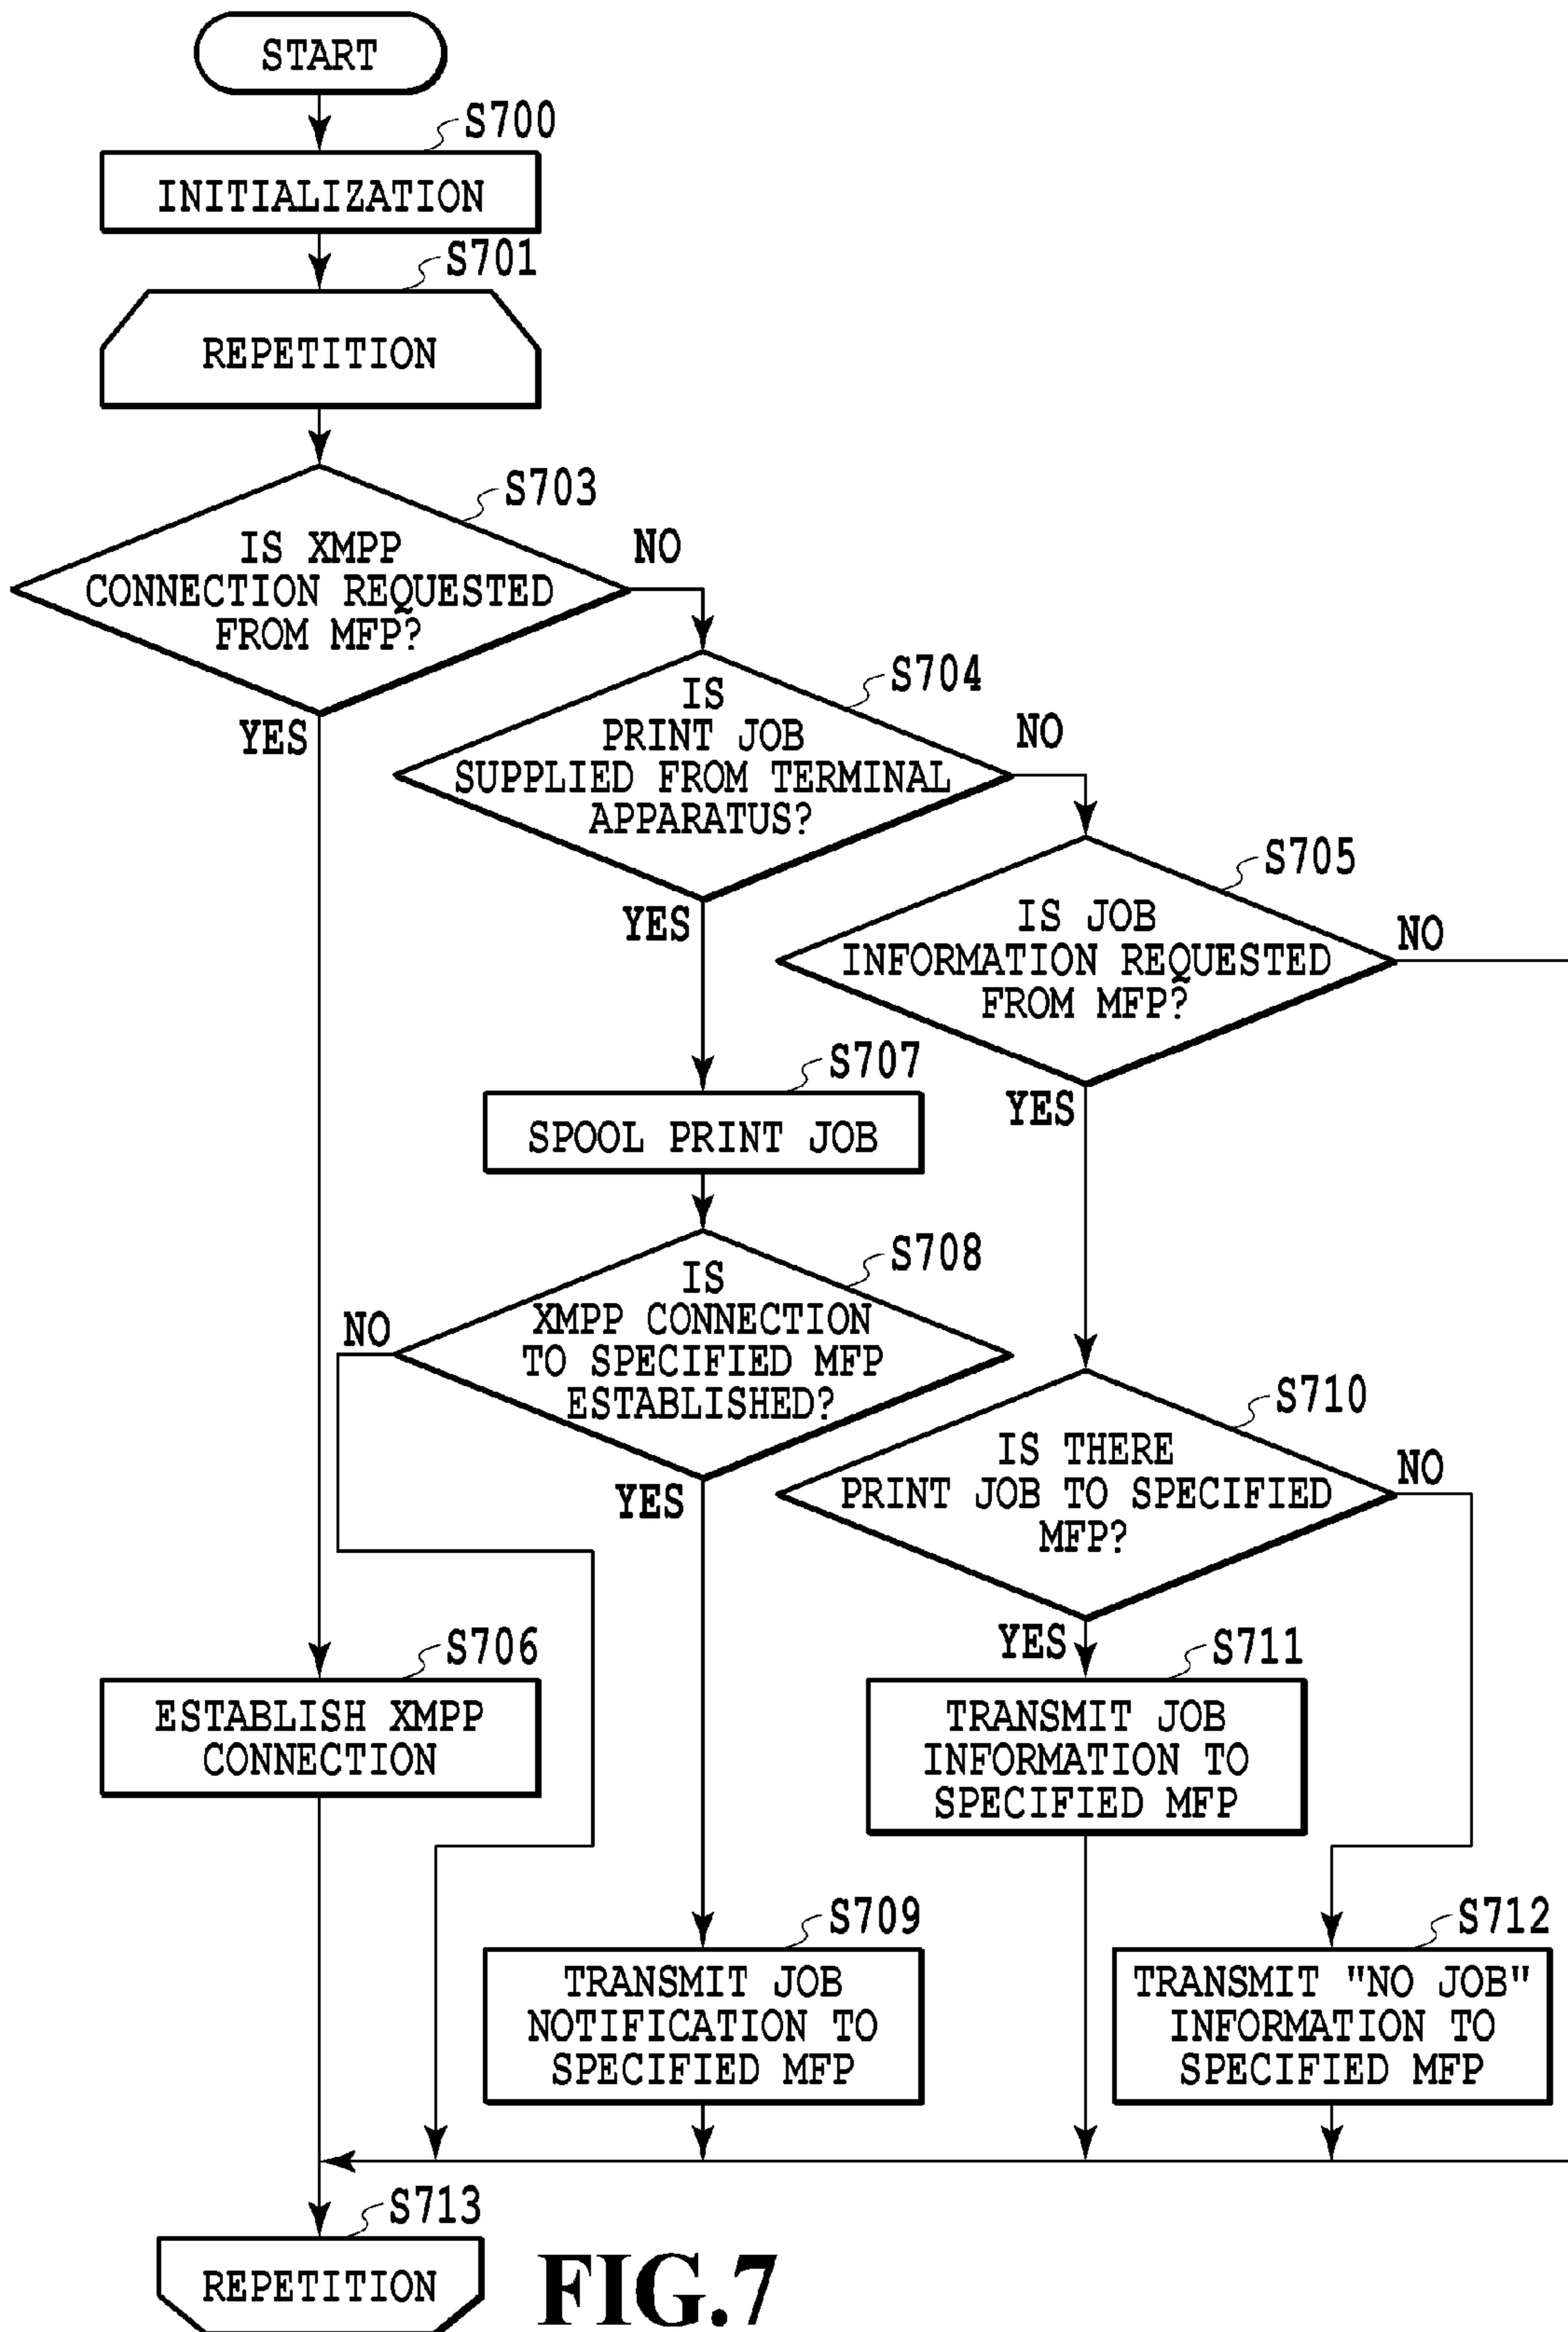 START
S700
INITIALIZATION
S701
REPETITION
S703
IS XMPP
CONNECTION REQUESTED
FROM MFP?
NO
YES
S704
IS
PRINT JOB
SUPPLIED FROM TERMINAL
APPARATUS?
NO
YES
S705
IS JOB
INFORMATION REQUESTED
FROM MFP?
NO
YES
S707
SPOOL PRINT JOB
S708
IS
XMPP CONNECTION
TO SPECIFIED MFP
ESTABLISHED?
NO
YES
S710
IS THERE
PRINT JOB TO SPECIFIED
MFP?
NO
YES
S706
ESTABLISH XMPP
CONNECTION
S711
TRANSMIT JOB
INFORMATION TO
SPECIFIED MFP
S709
TRANSMIT JOB
NOTIFICATION TO
SPECIFIED MFP
S712
TRANSMIT "NO JOB"
INFORMATION TO
SPECIFIED MFP
S713
REPETITION
FIG.7